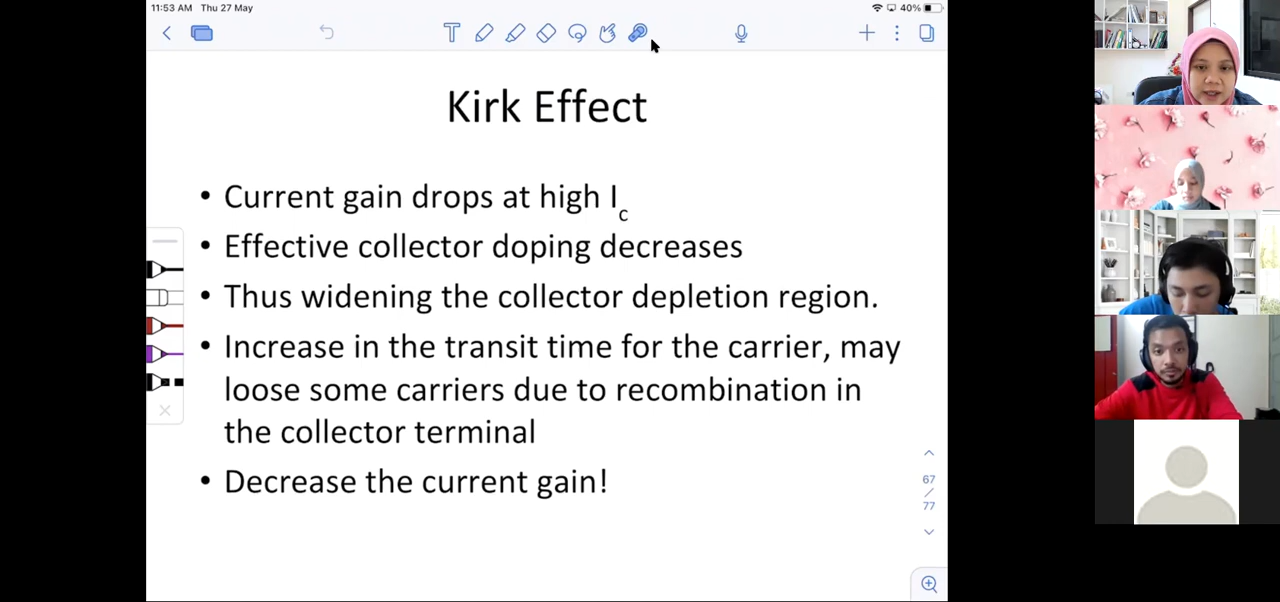 11:53 AM Thu 27 May
40%
T
Kirk Effect
• Current gain drops at high Ic
• Effective collector doping decreases
• Thus widening the collector depletion region.
• Increase in the transit time for the carrier, may
loose some carriers due to recombination in
the collector terminal
• Decrease the current gain!
67
/
77